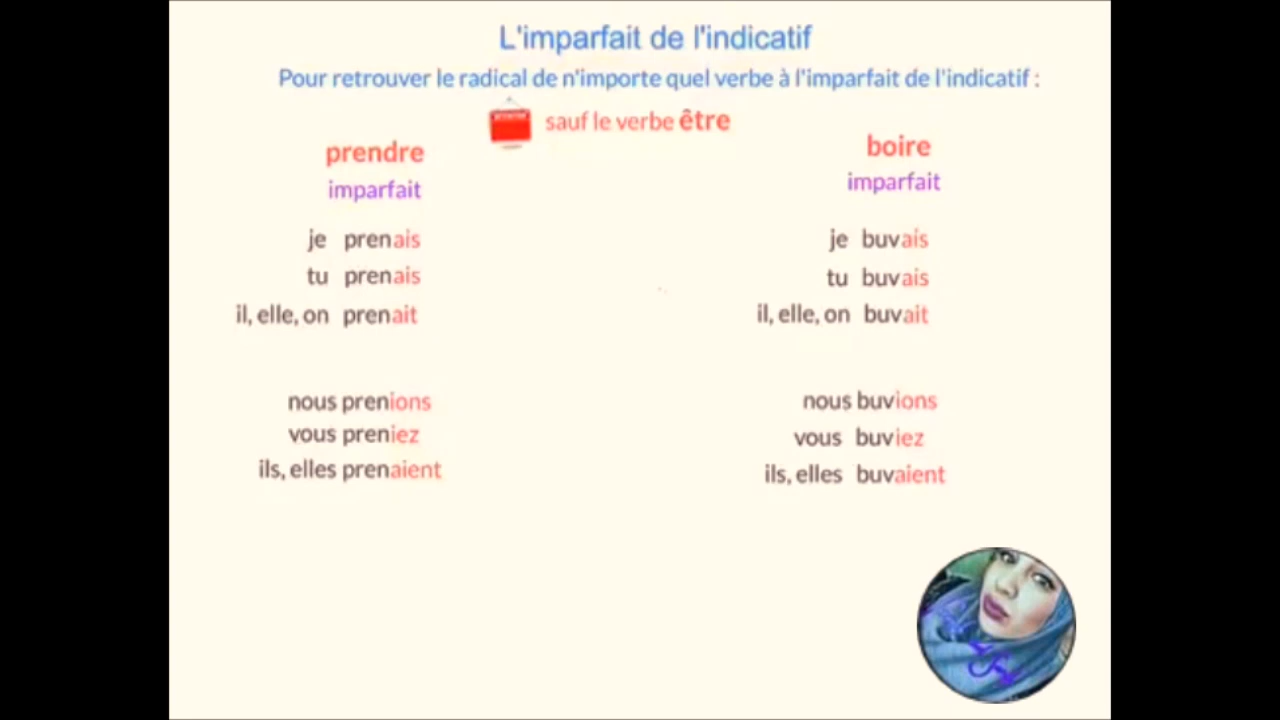 L'imparfait de l'indicatif
Pour retrouver le radical de n'importe quel verbe à l'imparfait de l'indicatif :
sauf le verbe être
prendre
imparfait
je prenais
tu prenais
il, elle, on prenait
nous prenions
vous preniez
ils, elles prenaient
boire
imparfait
je buvais
tu buvais
il, elle, on buvait
nous buvions
vous buviez
ils, elles buvaient